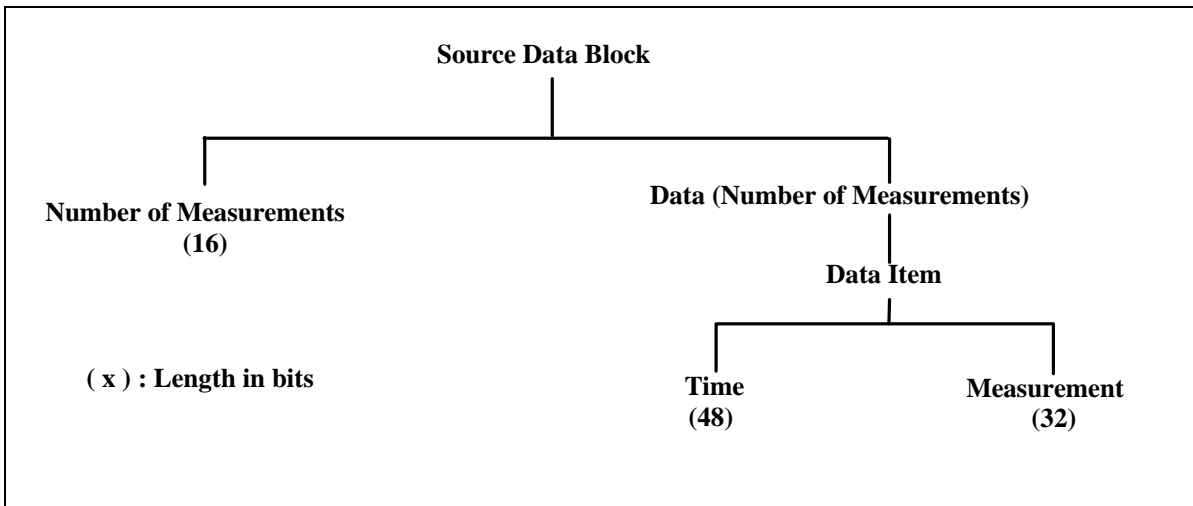 Source Data Block
Number of Measurements
(16)
Data (Number of Measurements)
Data Item
( x ) : Length in bits
Time
(48)
Measurement
(32)